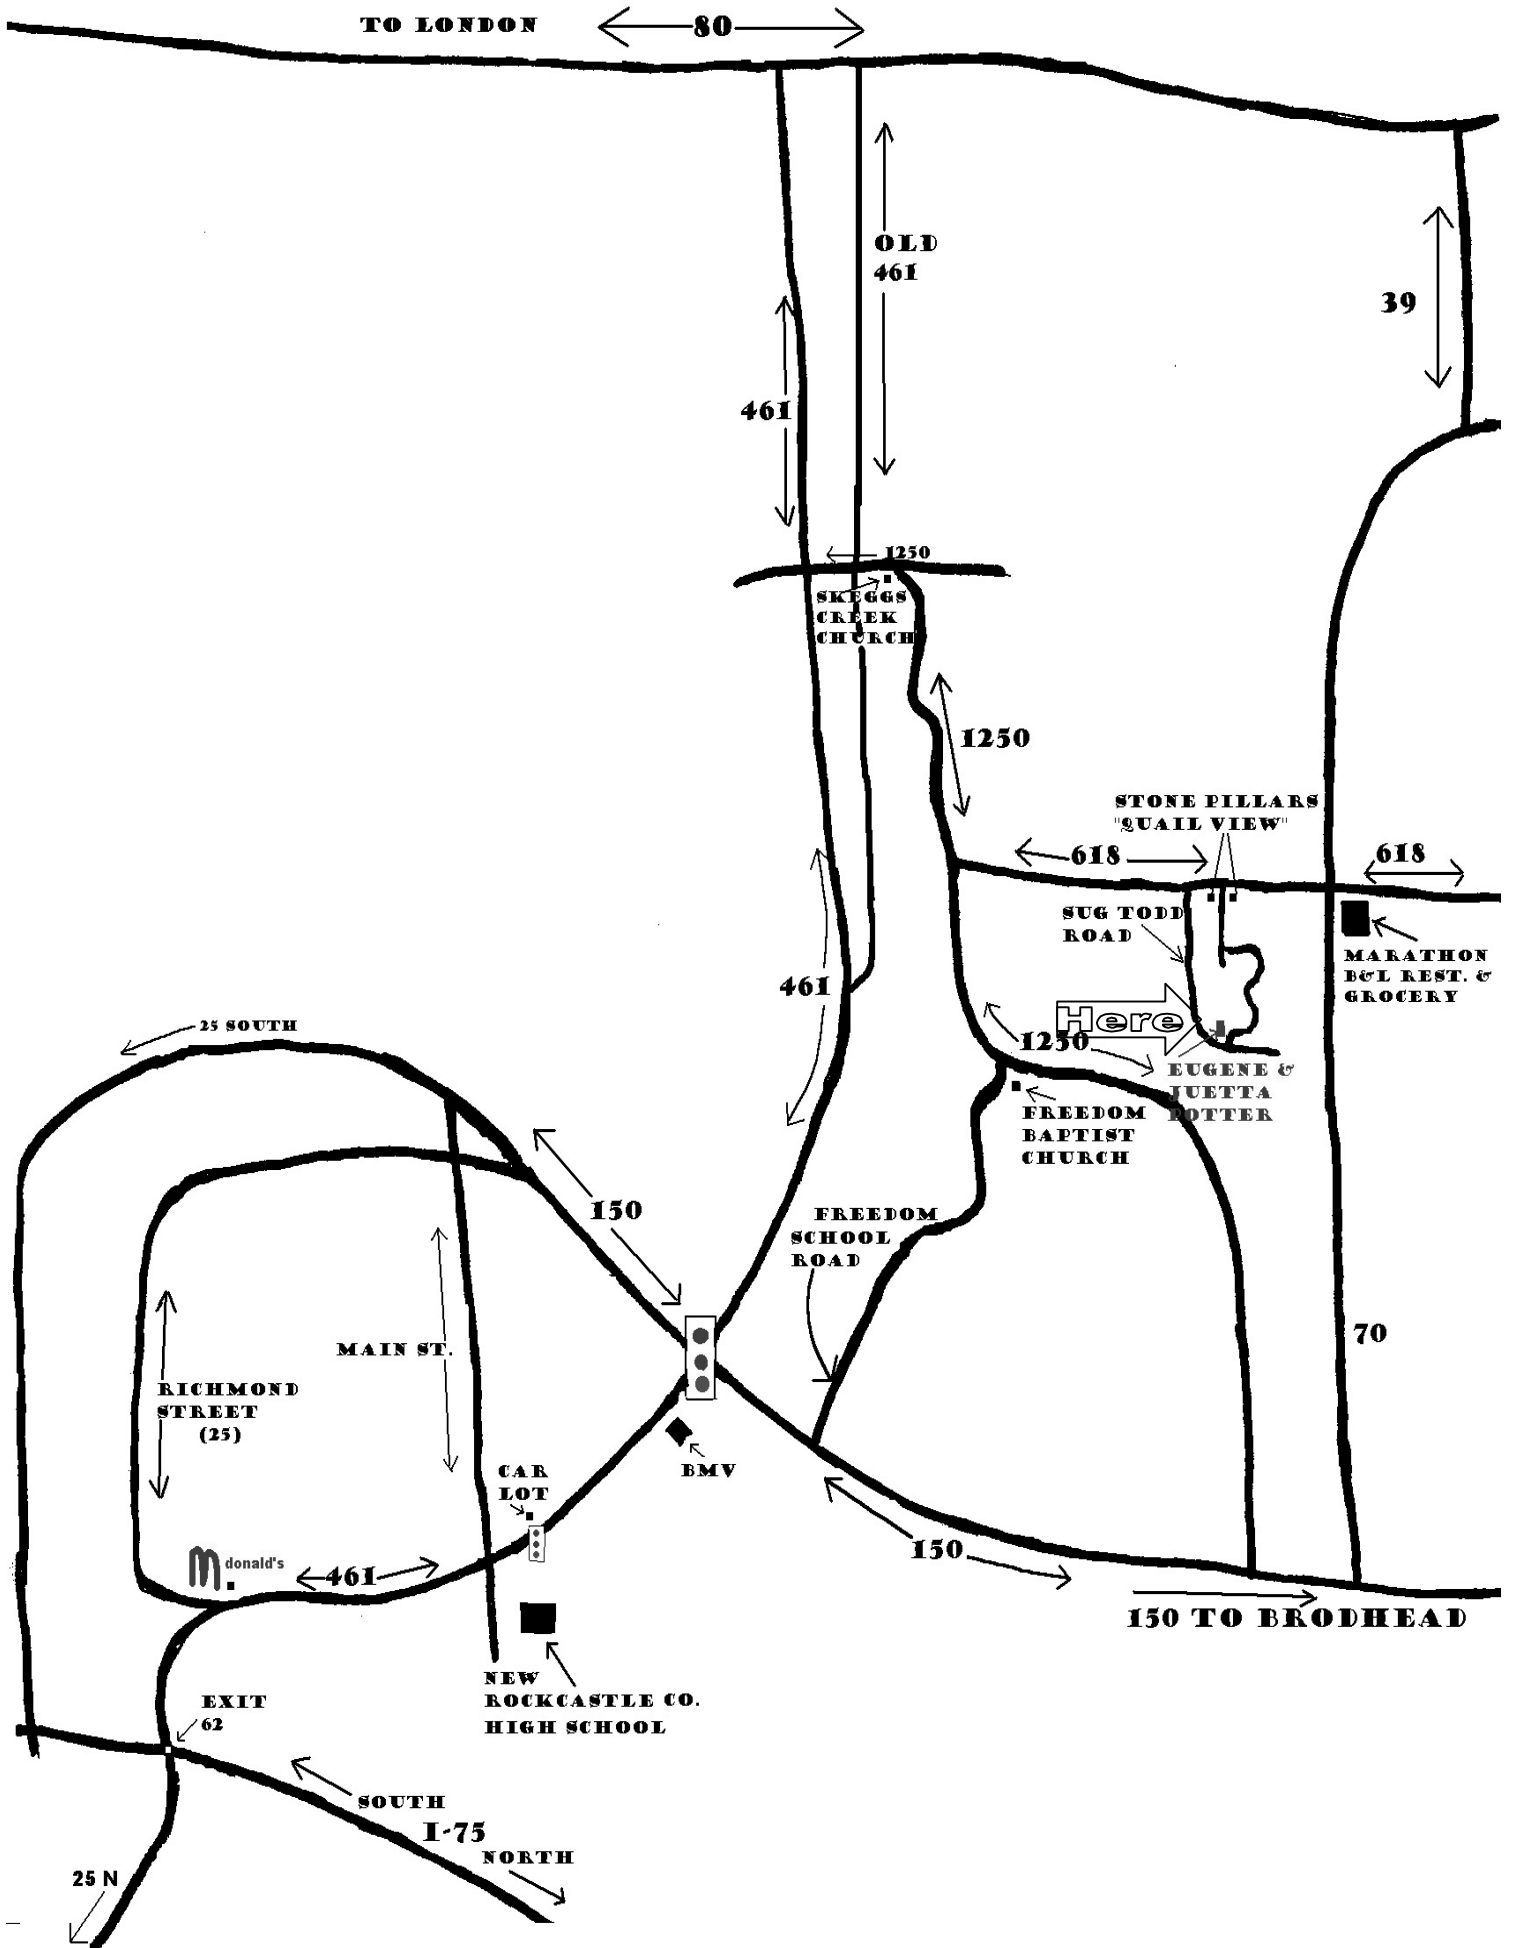 TO LONDON
80
OLD
461
39
461
1250
SKEGGS
CREEK
CHURCH
1250
STONE PILLARS
"QUAIL VIEW"
618
618
SUG TODD
ROAD
MARATHON
B&L REST. &
GROCERY
461
Here
25 SOUTH
1250
EUGENE &
JUETTA
POTTER
FREEDOM
BAPTIST
CHURCH
150
FREEDOM
SCHOOL
ROAD
70
MAIN ST.
RICHMOND
STREET
(25)
CAR
LOT
BMV
150
m donald's
461
150 TO BRODHEAD
NEW
ROCKCASTLE CO.
HIGH SCHOOL
EXIT
62
SOUTH
I-75
NORTH
25 N